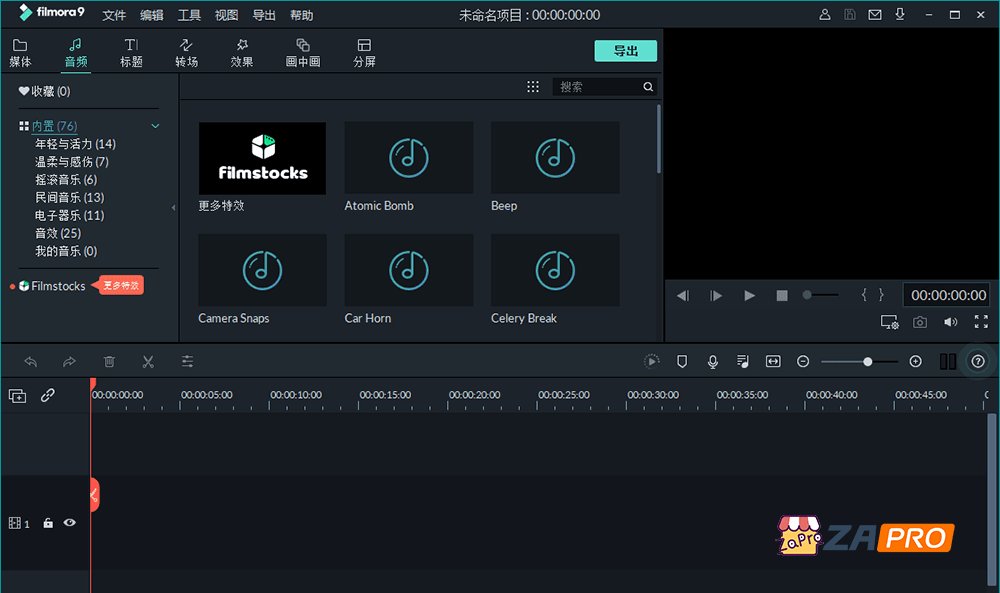 filmora9 文件 编辑 工具 视图 导出 帮助 未命名项目 : 00:00:00:00
媒体 音频 标题 转场 效果 画中画 分屏 导出
收藏 (0) 搜索
内置 (76)
年轻与活力 (14)
温柔与感伤 (7)
摇滚音乐 (6)
民间音乐 (13)
电子器乐 (11)
音效 (25)
我的音乐 (0)
Filmstocks 更多特效
filmstocks
更多特效 Atomic Bomb Beep
Camera Snaps Car Horn Celery Break
00:00:00:00
00:00:00:00 00:00:05:00 00:00:10:00 00:00:15:00 00:00:20:00 00:00:25:00 00:00:30:00 00:00:35:00 00:00:40:00 00:00:45:00 0
1
ZaPro ZAPRO